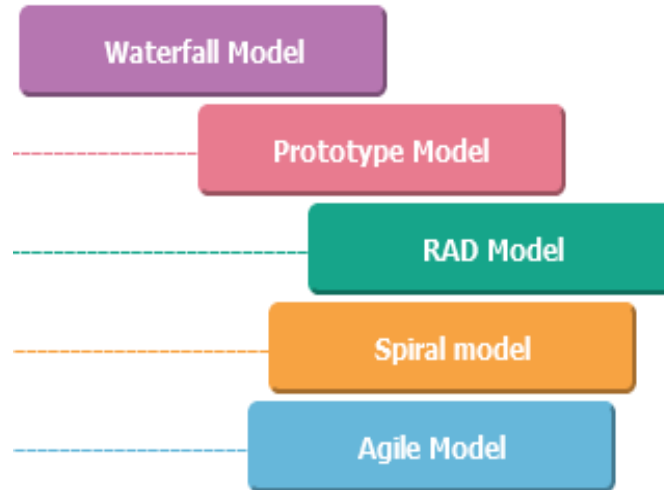 Waterfall Model
Prototype Model
RAD Model
Spiral model
Agile Model